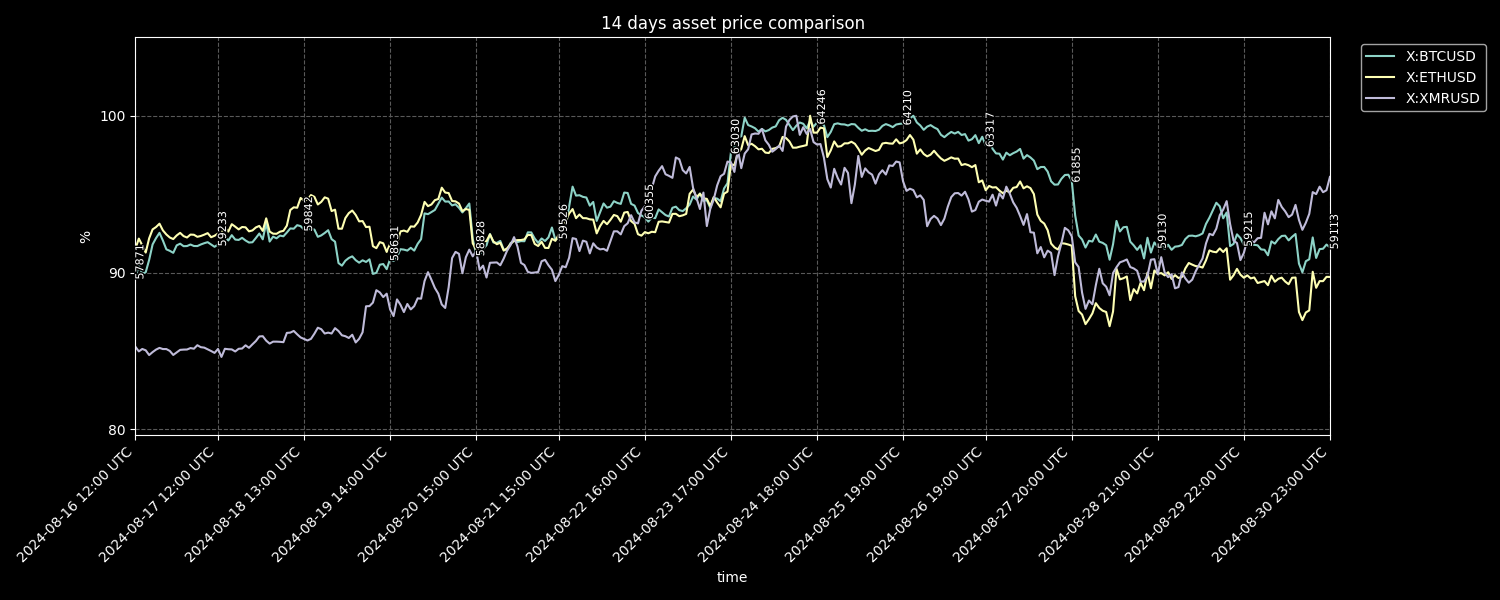 14 days asset price comparison
X:BTCUSD
X:ETHUSD
X:XMRUSD
%
100
90
80
57871
59233
59842
58631
58828
59526
60355
63030
64246
64210
63317
61855
59130
59215
59113
2024-08-16 12:00 UTC
2024-08-17 12:00 UTC
2024-08-18 13:00 UTC
2024-08-19 14:00 UTC
2024-08-20 15:00 UTC
2024-08-21 15:00 UTC
2024-08-22 16:00 UTC
2024-08-23 17:00 UTC
2024-08-24 18:00 UTC
2024-08-25 19:00 UTC
2024-08-26 19:00 UTC
2024-08-27 20:00 UTC
2024-08-28 21:00 UTC
2024-08-29 22:00 UTC
2024-08-30 23:00 UTC
time